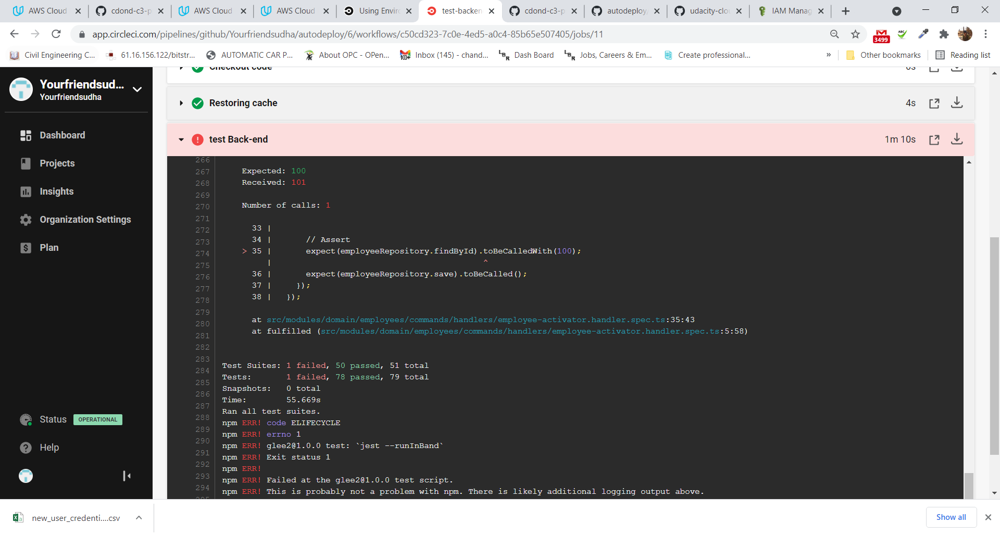 AWS Cloud
cdond-c3-p
AWS Cloud
AWS Cloud
Using Enviro
test-backen
cdond-c3-p
autodeploy/
udacity-clou
IAM Manag
app.circleci.com/pipelines/github/Yourfriendsudha/autodeploy/6/workflows/c50cd323-7c0e-4ed5-a0c4-85b65e507405/jobs/11
3499
ABC
Civil Engineering C...
61.16.156.122/bitstr...
AUTOMATIC CAR P...
About OPC - OPen...
100+
Inbox (145) - chand...
Dash Board
Jobs, Careers & Em...
Create professional...
»
Other bookmarks
Reading list
Yourfriendsud...
Yourfriendsudha
Dashboard
Projects
Insights
Organization Settings
Plan
Status OPERATIONAL
Help
Checkout code 0s
Restoring cache 4s
test Back-end 1m 10s
266
267 Expected: 100
268 Received: 101
269
270 Number of calls: 1
271
272 33 |
273 34 | // Assert
274 > 35 | expect(employeeRepository.findById).toBeCalledWith(100);
275 | ^
276 36 | expect(employeeRepository.save).toBeCalled();
277 37 | });
278 38 | });
279
280 at src/modules/domain/employees/commands/handlers/employee-activator.handler.spec.ts:35:43
281 at fulfilled (src/modules/domain/employees/commands/handlers/employee-activator.handler.spec.ts:5:58)
282
283
284 Test Suites: 1 failed, 50 passed, 51 total
285 Tests: 1 failed, 78 passed, 79 total
286 Snapshots: 0 total
287 Time: 55.669s
288 Ran all test suites.
289 npm ERR! code ELIFECYCLE
290 npm ERR! errno 1
291 npm ERR! glee2@1.0.0 test: `jest --runInBand`
292 npm ERR! Exit status 1
293 npm ERR!
294 npm ERR! Failed at the glee2@1.0.0 test script.
295 npm ERR! This is probably not a problem with npm. There is likely additional logging output above.
new_user_credenti....csv
Show all